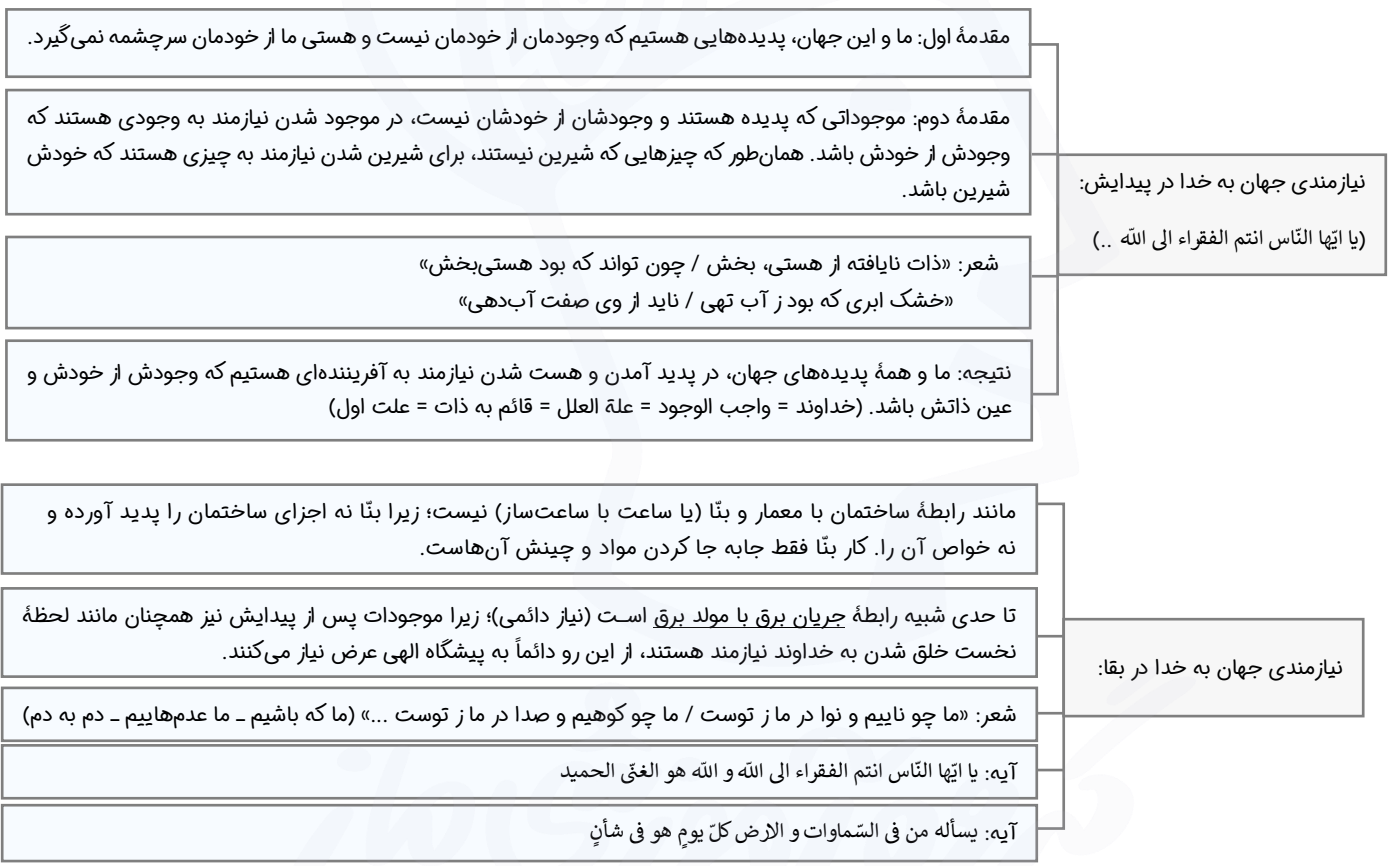 مقدمهٔ اول: ما و این جهان، پدیده‌هایی هستیم که وجودمان از خودمان نیست و هستی ما از خودمان سرچشمه نمی‌گیرد.
مقدمهٔ دوم: موجوداتی که پدیده هستند و وجودشان از خودشان نیست، در موجود شدن نیازمند به وجودی هستند که
وجودش از خودش باشد. همان‌طور که چیزهایی که شیرین نیستند، برای شیرین شدن نیازمند به چیزی هستند که خودش
شیرین باشد.
نیازمندی جهان به خدا در پیدایش:
(یا ایّها النّاس انتم الفقراء الی اللّه ..)
شعر: «ذات نایافته از هستی، بخش / چون تواند که بود هستی‌بخش»
«خشک ابری که بود ز آب تهی / ناید از وی صفت آب‌دهی»
نتیجه: ما و همهٔ پدیده‌های جهان، در پدید آمدن و هست شدن نیازمند به آفریننده‌ای هستیم که وجودش از خودش و
عین ذاتش باشد. (خداوند = واجب الوجود = علة العلل = قائم به ذات = علت اول)
مانند رابطهٔ ساختمان با معمار و بنّا (یا ساعت با ساعت‌ساز) نیست؛ زیرا بنّا نه اجزای ساختمان را پدید آورده و
نه خواص آن را. کار بنّا فقط جابه جا کردن مواد و چینش آن‌هاست.
تا حدی شبیه رابطهٔ جریان برق با مولد برق است (نیاز دائمی)؛ زیرا موجودات پس از پیدایش نیز همچنان مانند لحظهٔ
نخست خلق شدن به خداوند نیازمند هستند، از این رو دائماً به پیشگاه الهی عرض نیاز می‌کنند.
نیازمندی جهان به خدا در بقا:
شعر: «ما چو ناییم و نوا در ما ز توست / ما چو کوهیم و صدا در ما ز توست ...» (ما که باشیم ـ ما عدم‌هاییم ـ دم به دم)
آیه: یا ایّها النّاس انتم الفقراء الی اللّه و اللّه هو الغنّی الحمید
آیه: یسأله من فی السّماوات و الارض کلّ یومٍ هو فی شأنٍ